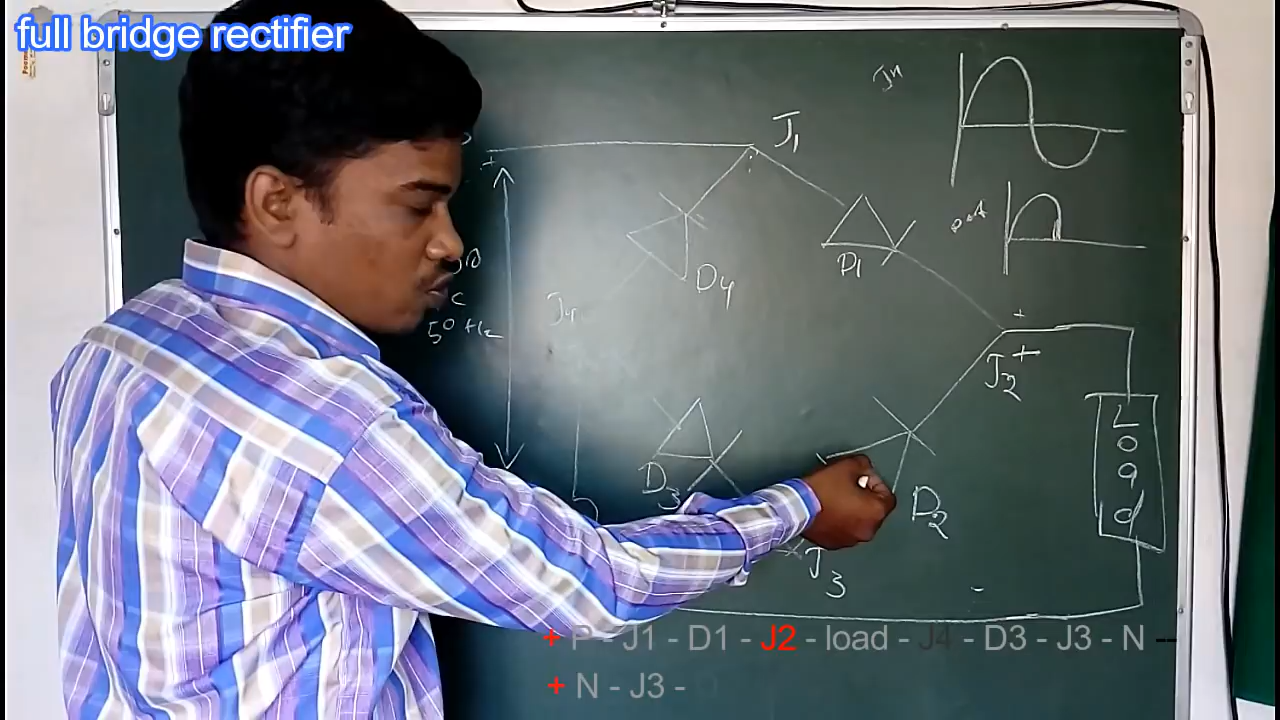 full bridge rectifier
J1
D1
D4
J4
50 Hz
+
J2
+
L
o
a
d
D3
D2
J3
+ P - J1 - D1 - J2 - load - J4 - D3 - J3 - N --
+ N - J3 -